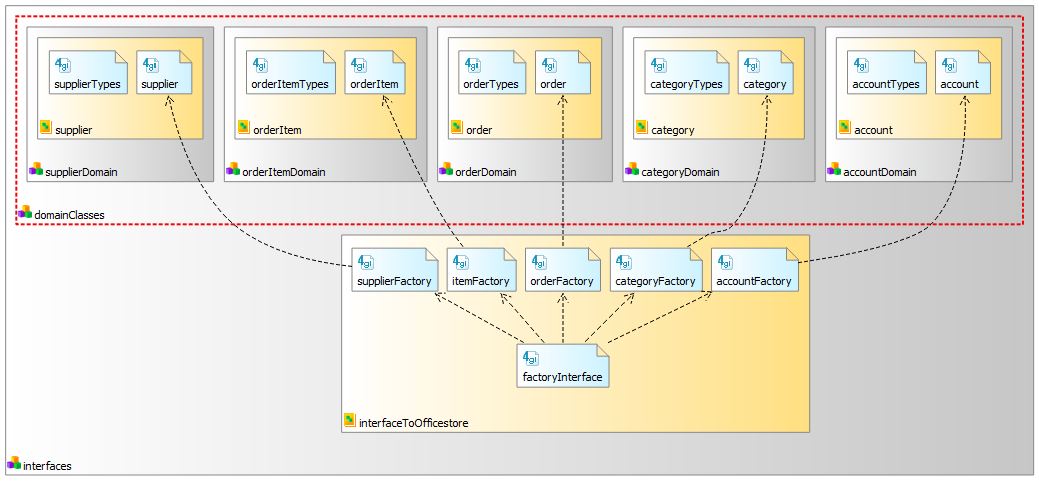 4gl 4gl 4gl 4gl 4gl 4gl 4gl 4gl 4gl 4gl
supplierTypes supplier orderItemTypes orderItem orderTypes order categoryTypes category accountTypes account
supplier orderItem order category account
supplierDomain orderItemDomain orderDomain categoryDomain accountDomain
domainClasses
4gl 4gl 4gl 4gl 4gl
supplierFactory itemFactory orderFactory categoryFactory accountFactory
4gl
factoryInterface
interfaceToOfficestore
interfaces